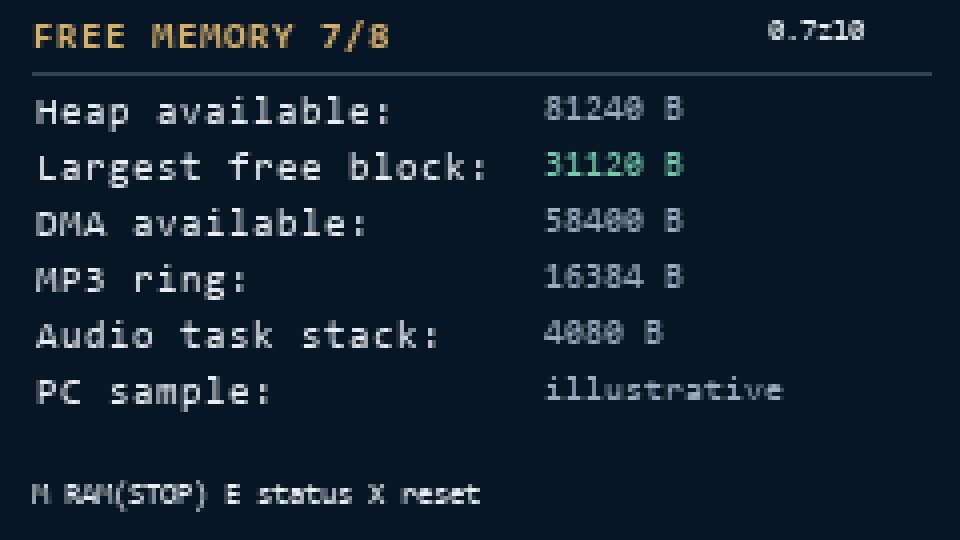 FREE MEMORY 7/8 0.7z10
Heap available: 81240 B
Largest free block: 31120 B
DMA available: 58400 B
MP3 ring: 16384 B
Audio task stack: 4080 B
PC sample: illustrative
M RAM(STOP) E status X reset